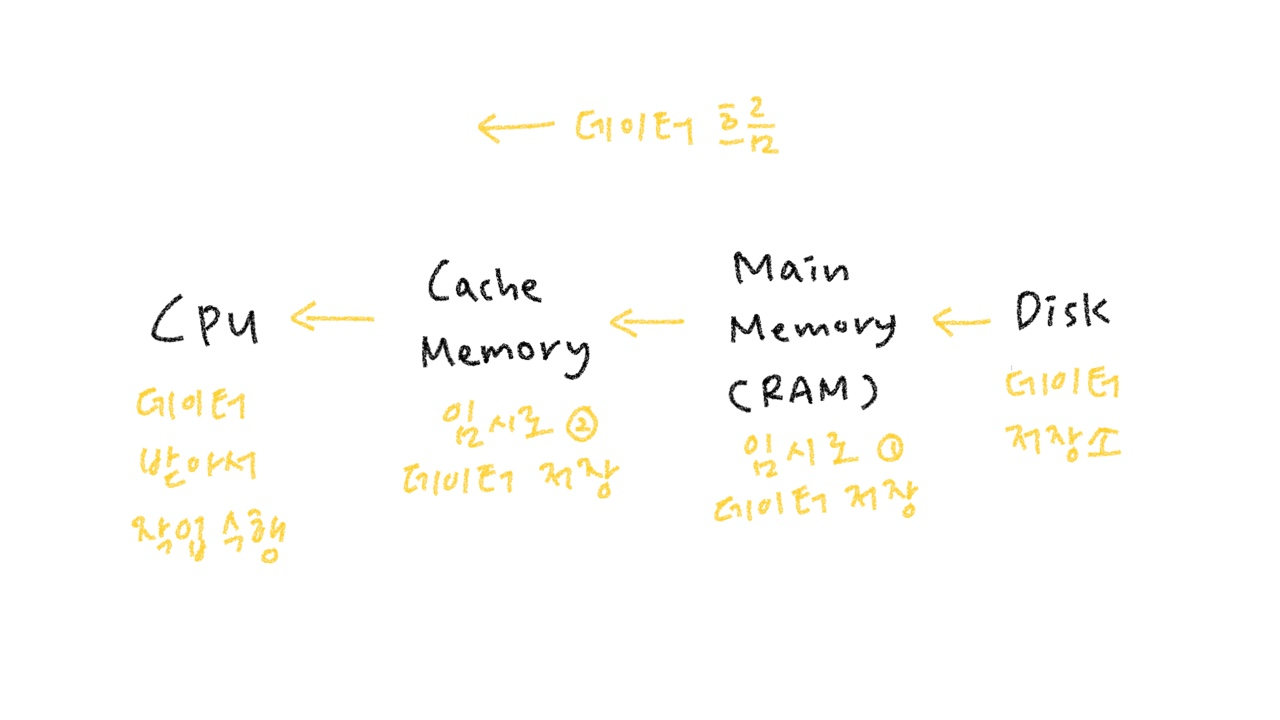 ← 데이터 흐름
CPU
데이터
받아서
작업 수행
←
Cache
Memory
임시로 ②
데이터 저장
←
Main
Memory
(RAM)
임시로 ①
데이터 저장
←
Disk
데이터
저장소